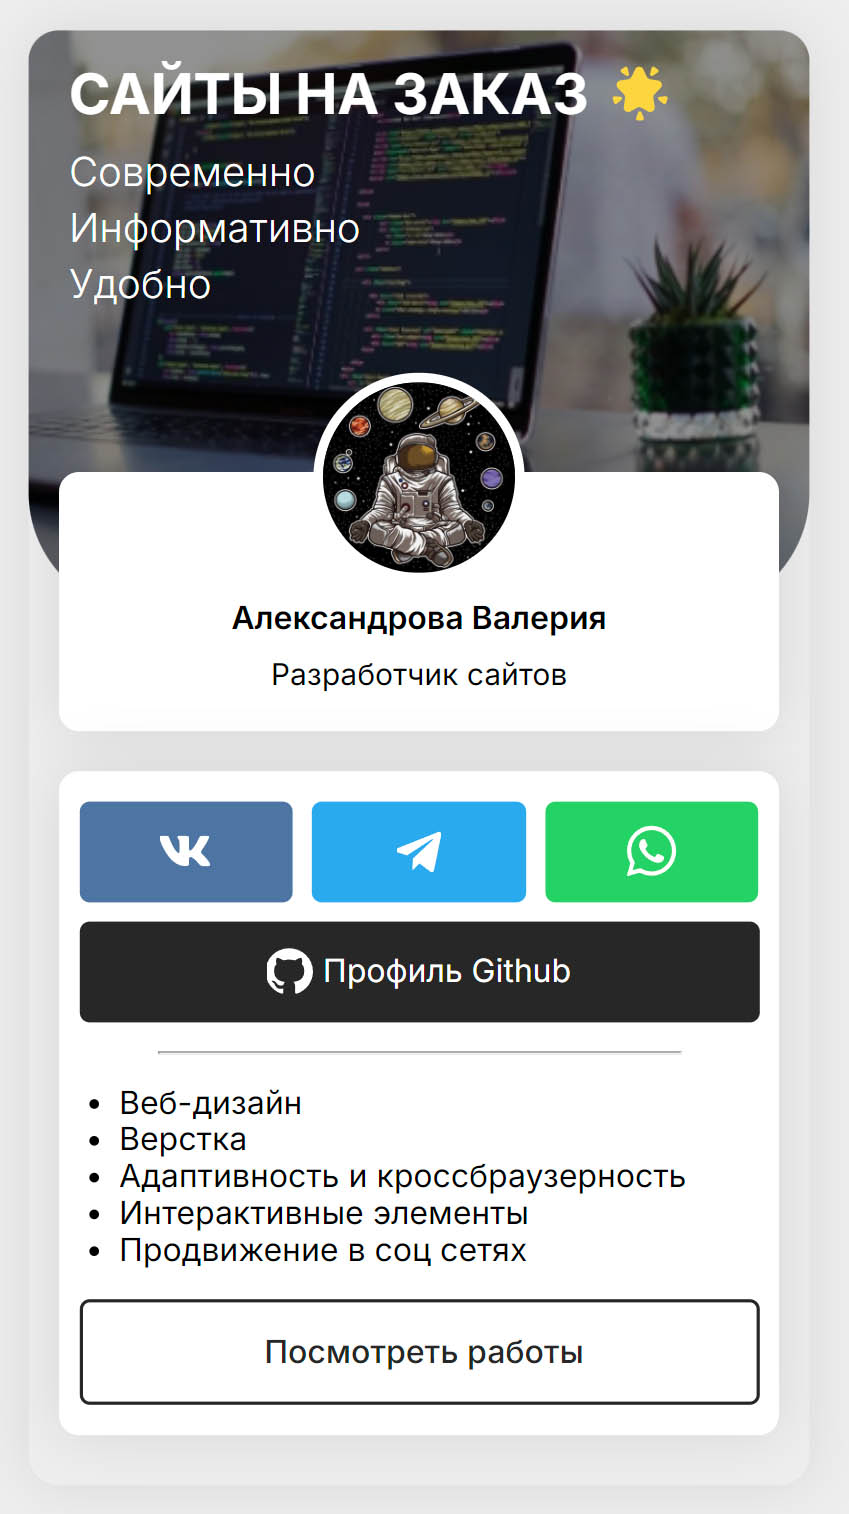 САЙТЫ НА ЗАКАЗ 🌟
Современно
Информативно
Удобно
Александрова Валерия
Разработчик сайтов
Профиль Github
• Веб-дизайн
• Верстка
• Адаптивность и кроссбраузерность
• Интерактивные элементы
• Продвижение в соц сетях
Посмотреть работы